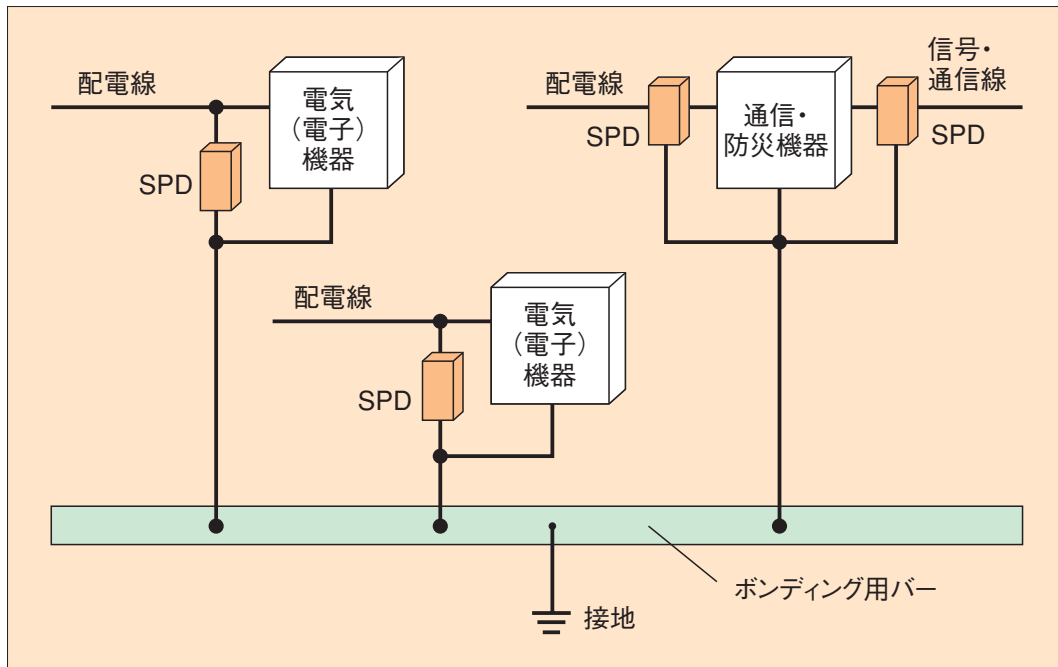 配電線
電気
（電子）
機器
SPD
配電線
SPD
通信・
防災機器
信号・
通信線
SPD
配電線
電気
（電子）
機器
SPD
ボンディング用バー
接地